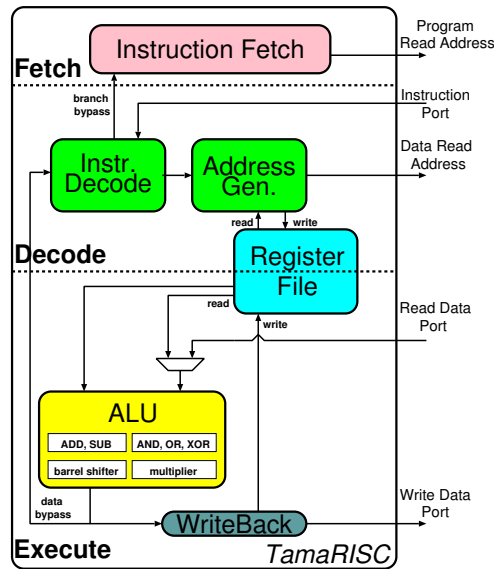 Instruction Fetch
Program
Read Address
Fetch
branch
bypass
Instruction
Port
Instr.
Decode
Address
Gen.
Data Read
Address
read
write
Decode
Register
File
read
write
Read Data
Port
ALU
ADD, SUB
AND, OR, XOR
barrel shifter
multiplier
data
bypass
WriteBack
Write Data
Port
Execute
TamaRISC